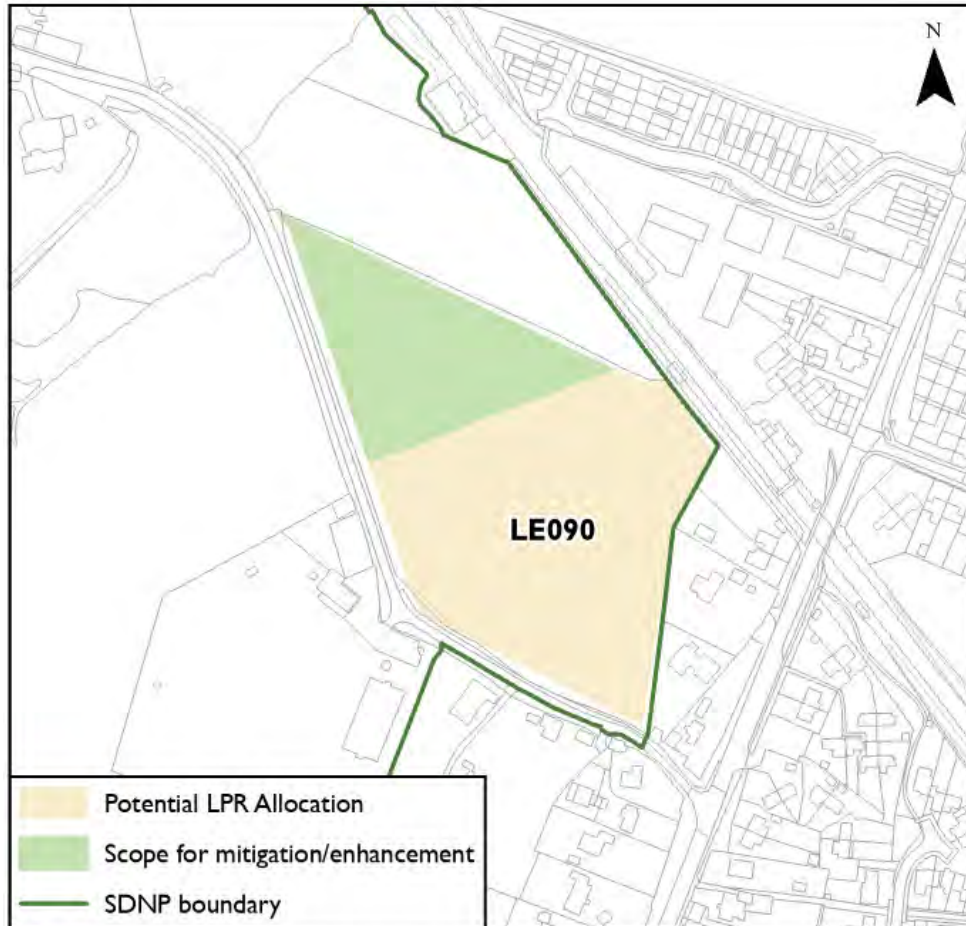 N
LE090
Potential LPR Allocation
Scope for mitigation/enhancement
SDNP boundary